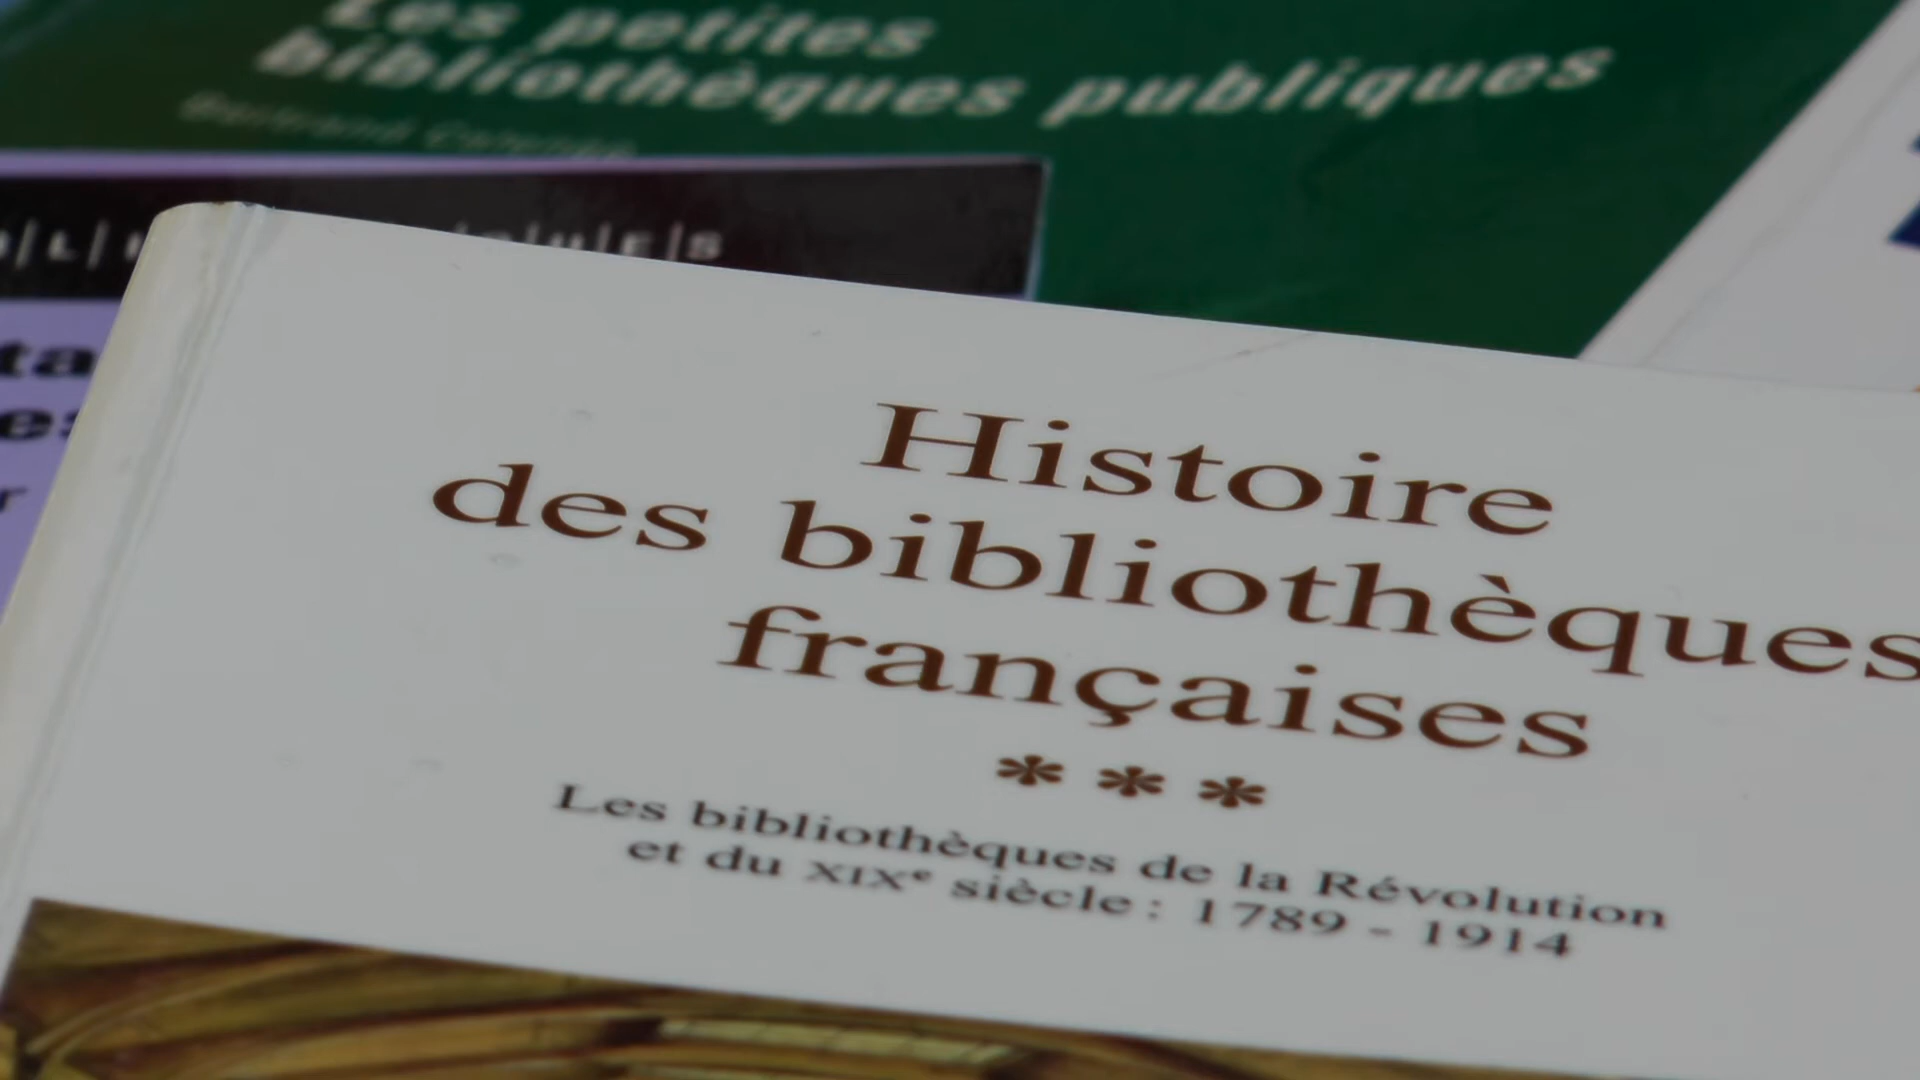 Les petites
bibliothèques publiques
Bertrand
Histoire
des bibliothèques
françaises
* * *
Les bibliothèques de la Révolution
et du XIXe siècle : 1789 - 1914